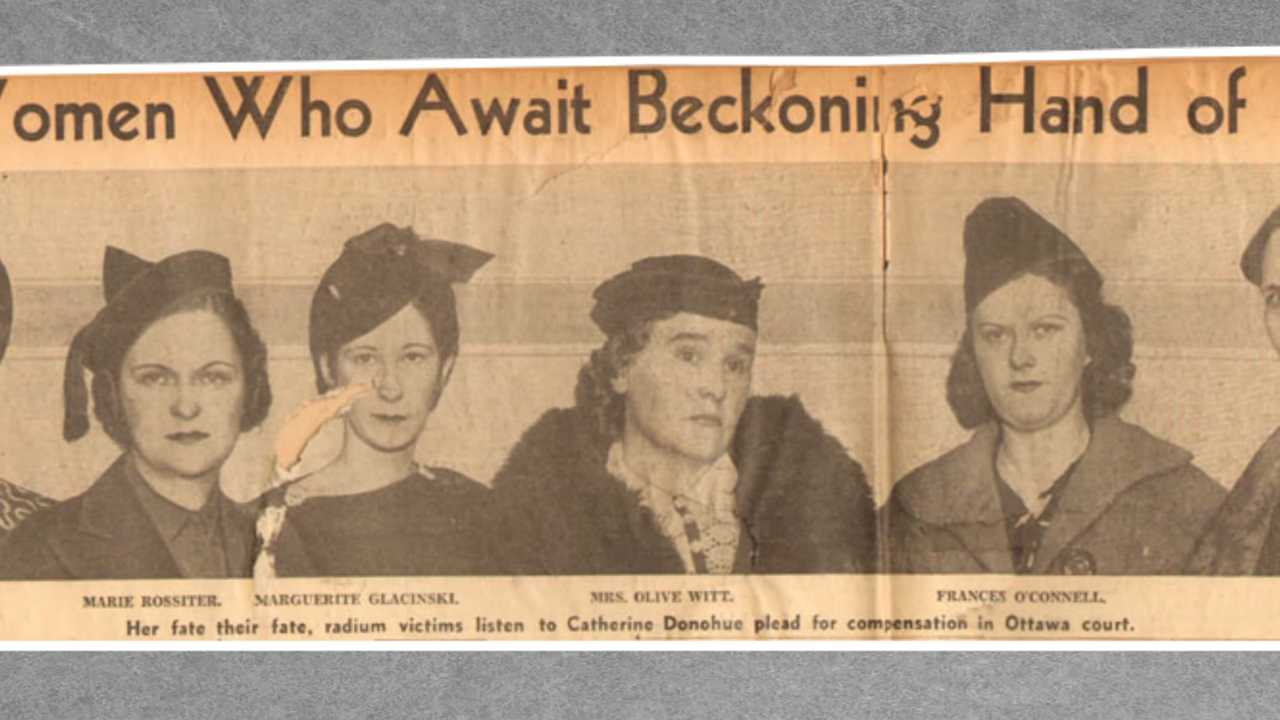 omen Who Await Beckoning Hand of
MARIE ROSSITER. MARGUERITE GLACINSKI. MRS. OLIVE WITT. FRANCES O'CONNELL.
Her fate their fate, radium victims listen to Catherine Donohue plead for compensation in Ottawa court.